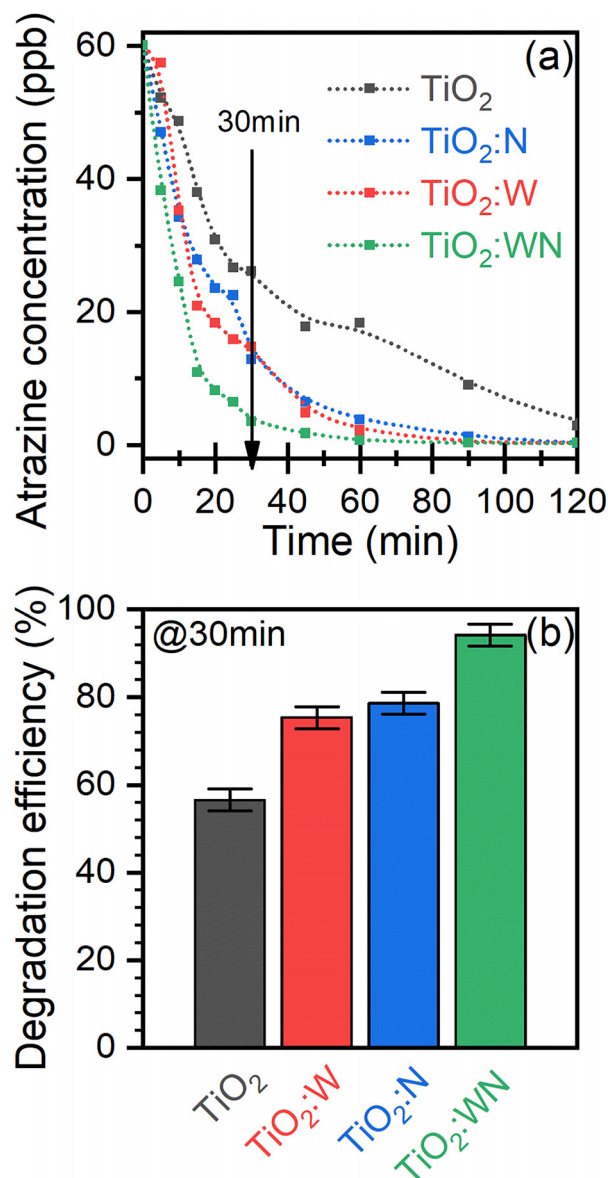 (a)
Atrazine concentration (ppb)
60
40
20
0
30min
TiO₂
TiO₂:N
TiO₂:W
TiO₂:WN
0 20 40 60 80 100 120
Time (min)
(b)
@30min
Degradation efficiency (%)
100
80
60
40
20
0
TiO₂
TiO₂:W
TiO₂:N
TiO₂:WN